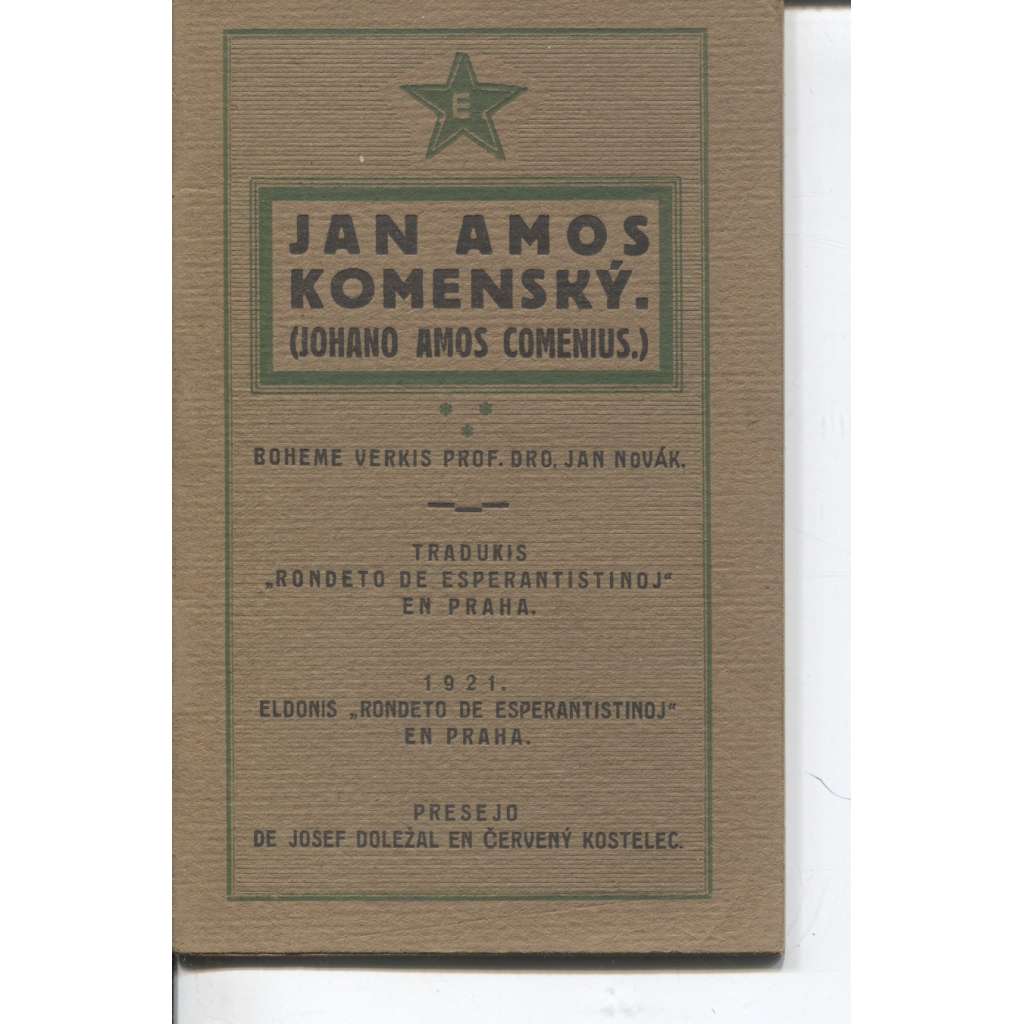 E
JAN AMOS
KOMENSKÝ.
(JOHANO AMOS COMENIUS.)
BOHEME VERKIS PROF. DRO. JAN NOVÁK.
TRADUKIS
„RONDETO DE ESPERANTISTINOJ“
EN PRAHA.
1921.
ELDONIS „RONDETO DE ESPERANTISTINOJ“
EN PRAHA.
PRESEJO
DE JOSEF DOLEŽAL EN ČERVENÝ KOSTELEC.